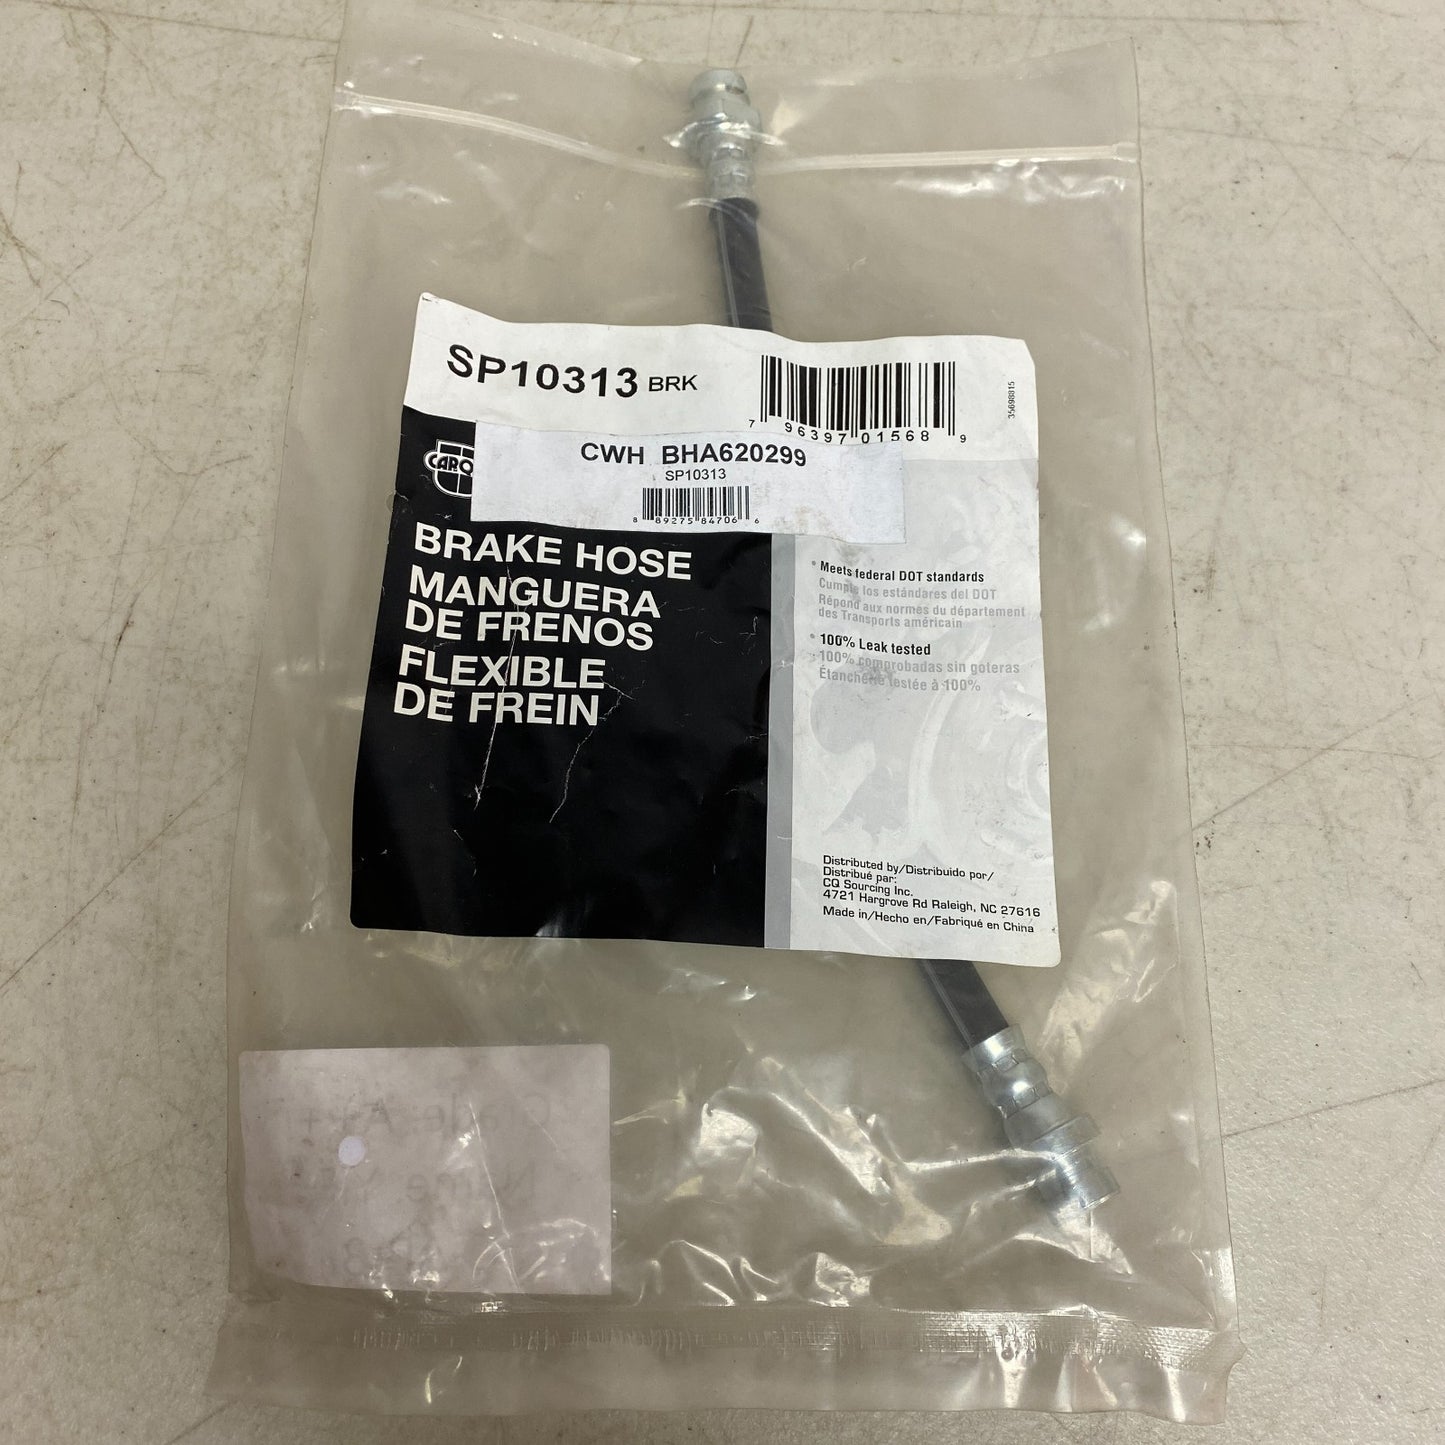 SP10313 BRK
7 96397 01568 9
35698815
CWH BHA620299
SP10313
8 89275 84706 6
BRAKE HOSE
MANGUERA
DE FRENOS
FLEXIBLE
DE FREIN
• Meets federal DOT standards
Cumple los estándares del DOT
Répond aux normes du département
des Transports américain
• 100% Leak tested
100% comprobadas sin goteras
Étanchéité testée à 100%
Distributed by/Distribuido por/
Distribué par:
CQ Sourcing Inc.
4721 Hargrove Rd Raleigh, NC 27616
Made in/Hecho en/Fabriqué en China